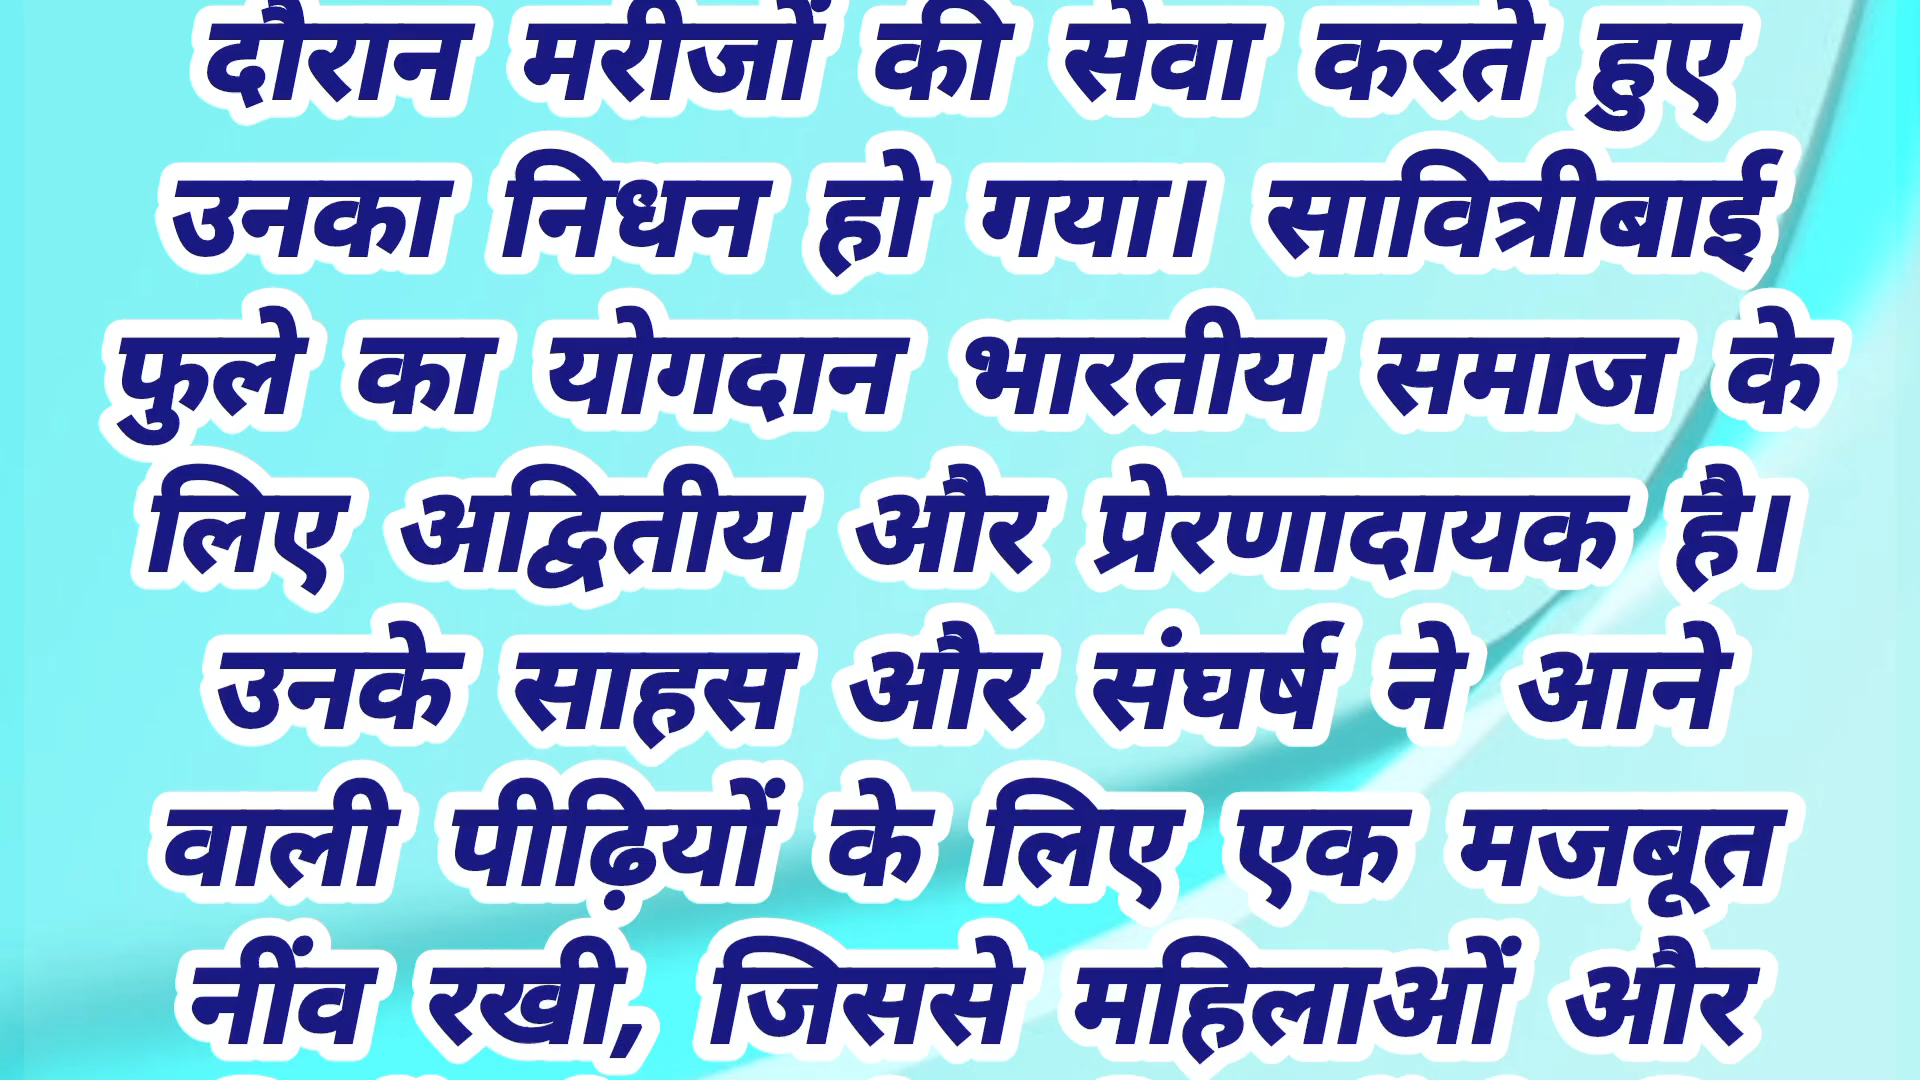 दौरान मरीजों की सेवा करते हुए
उनका निधन हो गया। सावित्रीबाई
फुले का योगदान भारतीय समाज के
लिए अद्वितीय और प्रेरणादायक है।
उनके साहस और संघर्ष ने आने
वाली पीढ़ियों के लिए एक मजबूत
नींव रखी, जिससे महिलाओं और